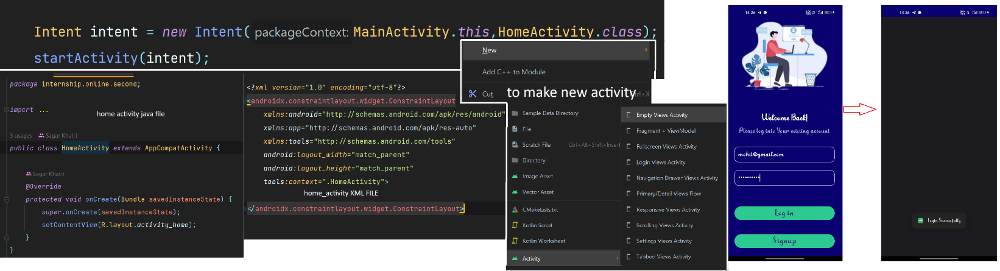 Intent intent = new Intent( packageContext: MainActivity.this,HomeActivity.class);
startActivity(intent);
package internship.online.second;
import ...
home activity java file
3 usages Sagar Khatri
public class HomeActivity extends AppCompatActivity {
Sagar Khatri
@Override
protected void onCreate(Bundle savedInstanceState) {
super.onCreate(savedInstanceState);
setContentView(R.layout.activity_home);
}
}
<?xml version="1.0" encoding="utf-8"?>
<androidx.constraintlayout.widget.ConstraintLayout
xmlns:android="http://schemas.android.com/apk/res/android"
xmlns:app="http://schemas.android.com/apk/res-auto"
xmlns:tools="http://schemas.android.com/tools"
android:layout_width="match_parent"
android:layout_height="match_parent"
tools:context=".HomeActivity">
home_activity XML FILE
</androidx.constraintlayout.widget.ConstraintLayout>
New
Add C++ to Module
Cut
to make new activity
Sample Data Directory
File
Scratch File Ctrl+Alt+Shift+Insert
Directory
Image Asset
Vector Asset
CMakeLists.txt
Kotlin Script
Kotlin Worksheet
Activity
Empty Views Activity
Fragment + ViewModel
Fullscreen Views Activity
Login Views Activity
Navigation Drawer Views Activity
Primary/Detail Views Flow
Responsive Views Activity
Scrolling Views Activity
Settings Views Activity
Tabbed Views Activity
14:26
Welcome Back!
Please log into Your existing account
mohil@gmail.com
Log in
Signup
14:26
Login Successfully